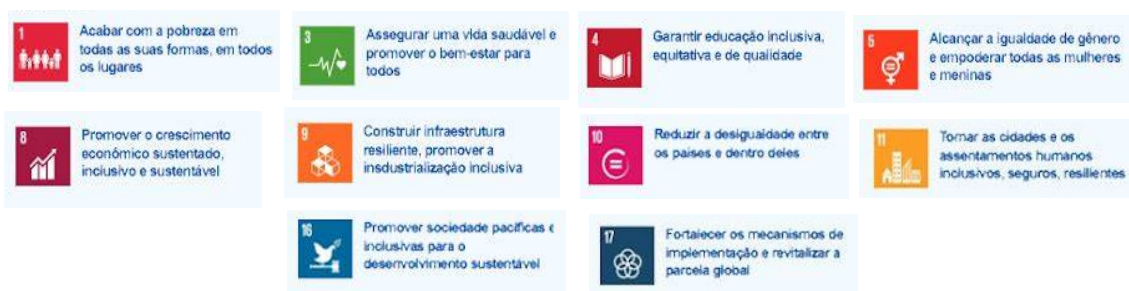 1
Acabar com a pobreza em
todas as suas formas, em todos
os lugares
3
Assegurar uma vida saudável e
promover o bem-estar para
todos
4
Garantir educação inclusiva,
equitativa e de qualidade
5
Alcançar a igualdade de gênero
e empoderar todas as mulheres
e meninas
8
Promover o crescimento
econômico sustentado,
inclusivo e sustentável
9
Construir infraestrutura
resiliente, promover a
insdustrialização inclusiva
10
Reduzir a desigualdade entre
os países e dentro deles
11
Tornar as cidades e os
assentamentos humanos
inclusivos, seguros, resilientes
16
Promover sociedade pacíficas e
inclusivas para o
desenvolvimento sustentável
17
Fortalecer os mecanismos de
implementação e revitalizar a
parcela global